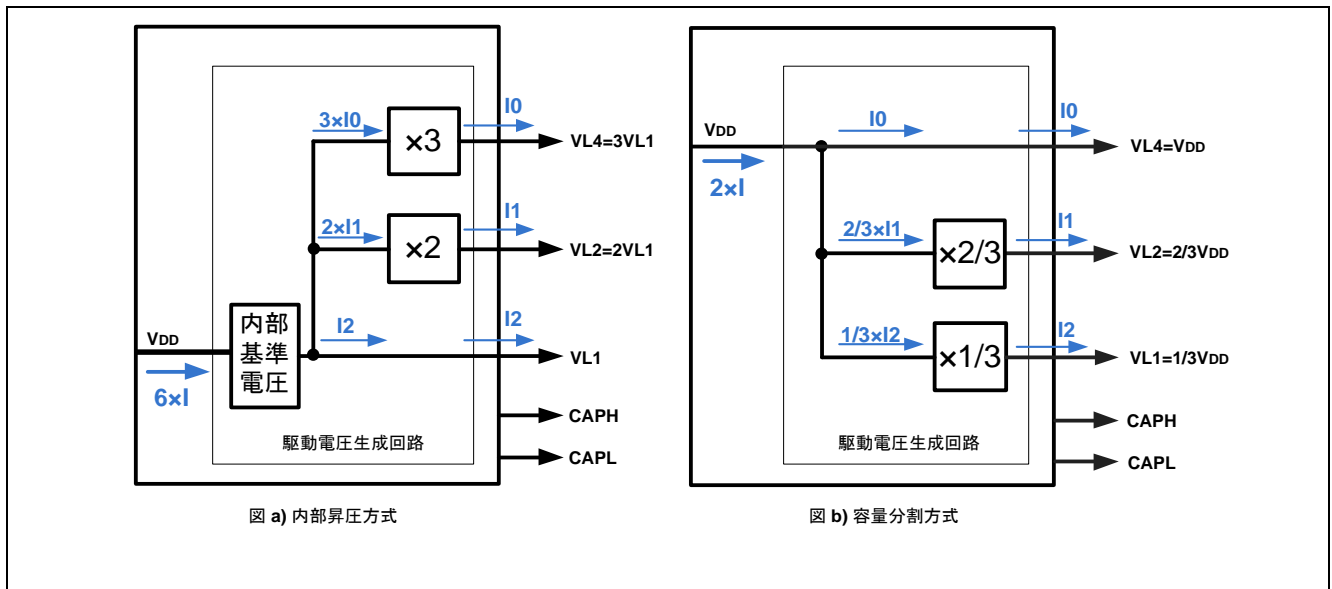 3×I0
×3
I0
VL4=3VL1
2×I1
×2
I1
VL2=2VL1
VDD
6×I
内部
基準
電圧
I2
I2
VL1
CAPH
駆動電圧生成回路
CAPL
図 a) 内部昇圧方式
VDD
2×I
I0
I0
VL4=VDD
2/3×I1
×2/3
I1
VL2=2/3VDD
1/3×I2
×1/3
I2
VL1=1/3VDD
CAPH
駆動電圧生成回路
CAPL
図 b) 容量分割方式